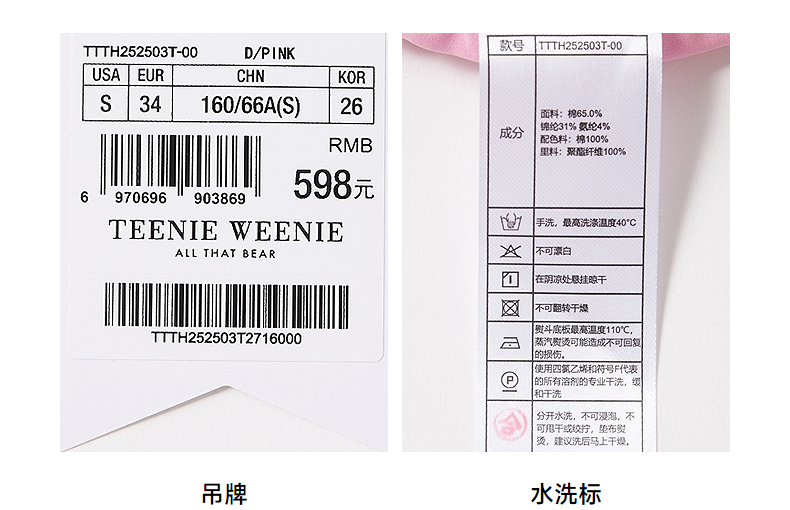 TTTH252503T-00 D/PINK
USA EUR CHN KOR
S 34 160/66A(S) 26
RMB
598元
6 970696 903869
TEENIE WEENIE
ALL THAT BEAR
TTTH252503T2716000
吊牌
款号 TTTH252503T-00
成分
面料：棉65.0%
锦纶31% 氨纶4%
配色料：棉100%
里料：聚酯纤维100%
手洗，最高洗涤温度40°C
不可漂白
在阴凉处悬挂晾干
不可翻转干燥
熨斗底板最高温度110℃，
蒸汽熨烫可能造成不可回复
的损伤。
P
使用四氯乙烯和符号F代表
的所有溶剂的专业干洗，缓
和干洗
分开水洗，不可浸泡，不
可甩干或绞拧，垫布熨
烫，建议洗后马上干燥。
水洗标